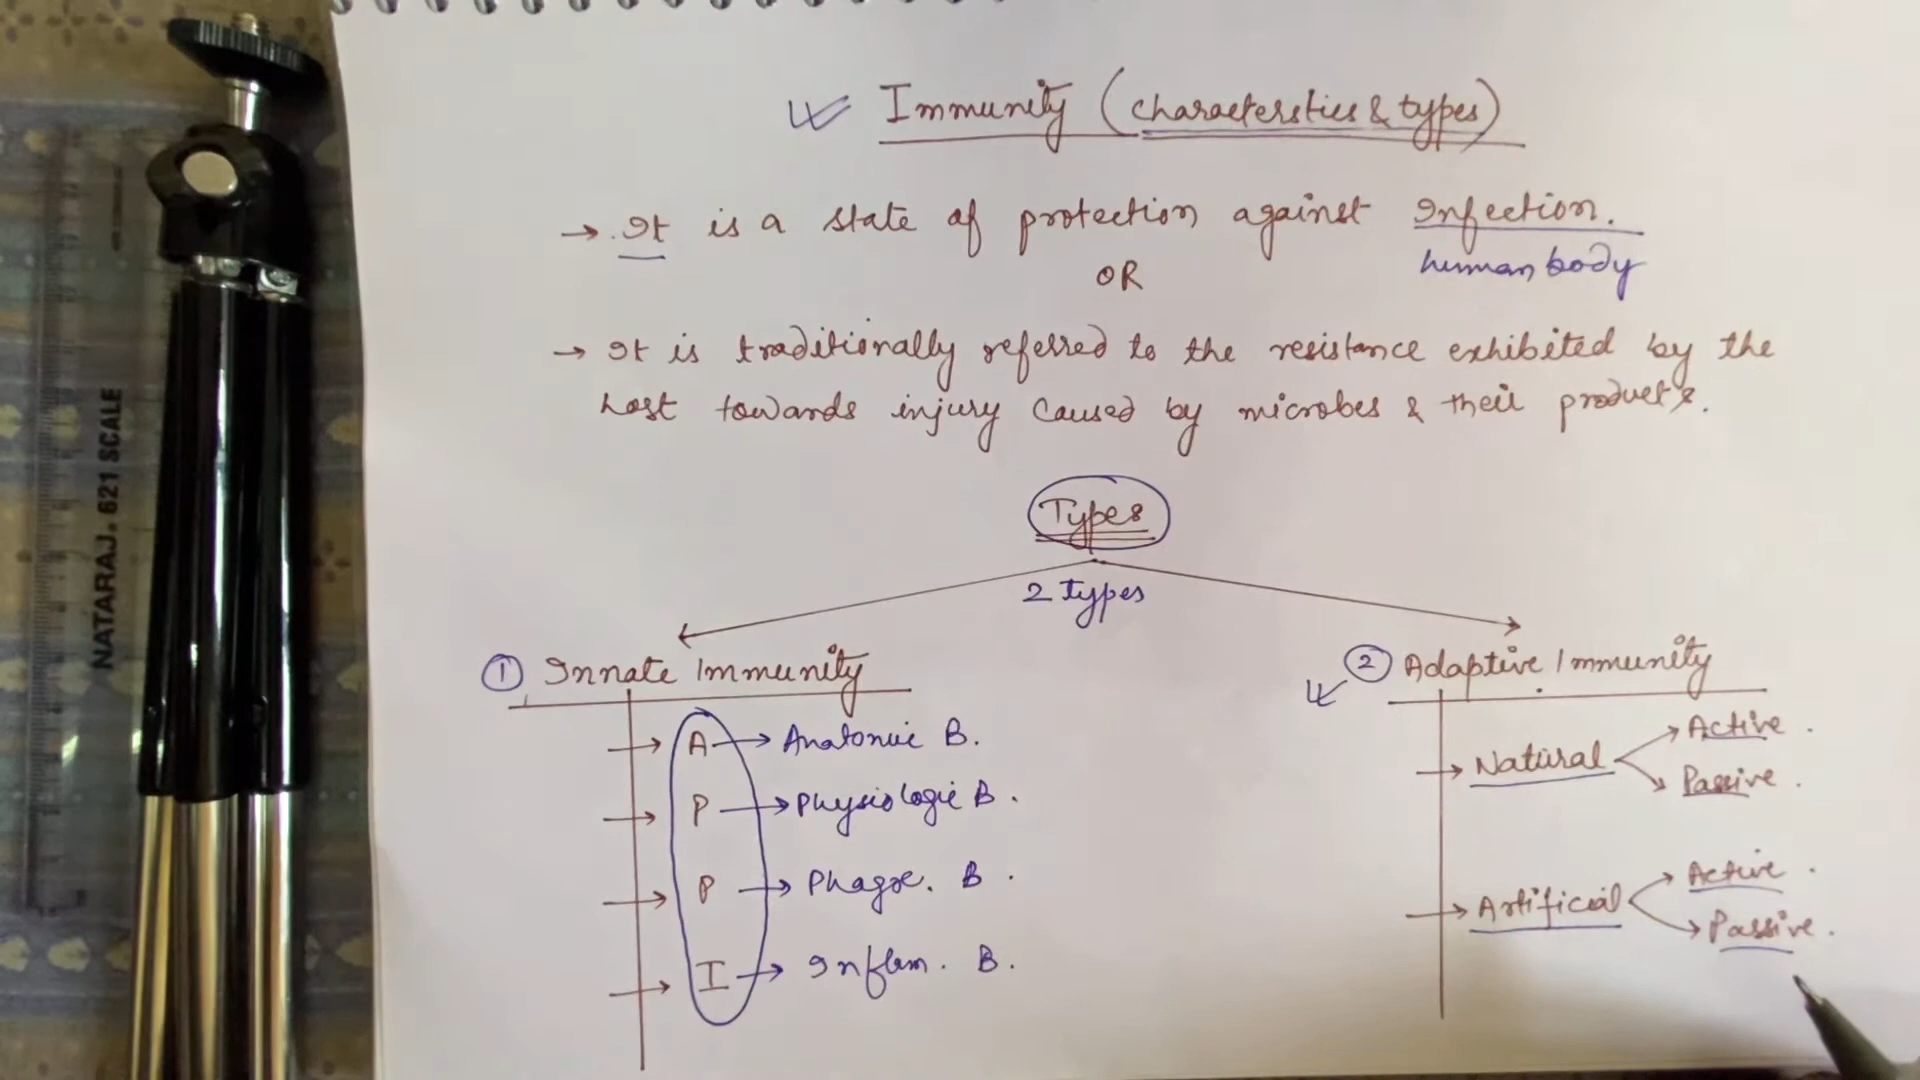 Immunity (characterstics & types)
→ It is a state of protection against Infection.
human body
OR
→ It is traditionally referred to the resistance exhibited by the
host towards injury caused by microbes & their products.
Types
2 types
① Innate Immunity
A → Anatomic B.
P → Physiologic B.
P → Phagoc. B.
I → Inflam. B.
② Adaptive Immunity
→ Natural
Active.
Passive.
→ Artificial
Active.
Passive.
NATARAJ. 621 SCALE